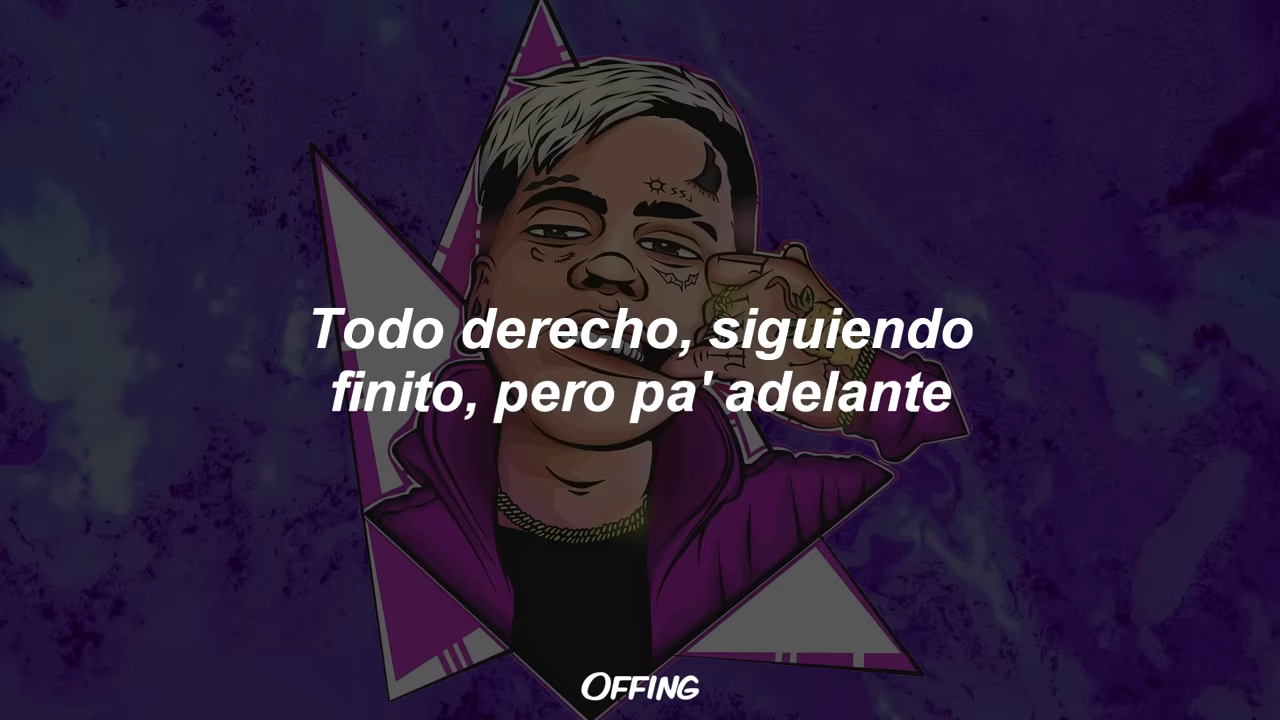 Todo derecho, siguiendo
finito, pero pa' adelante
OFFING